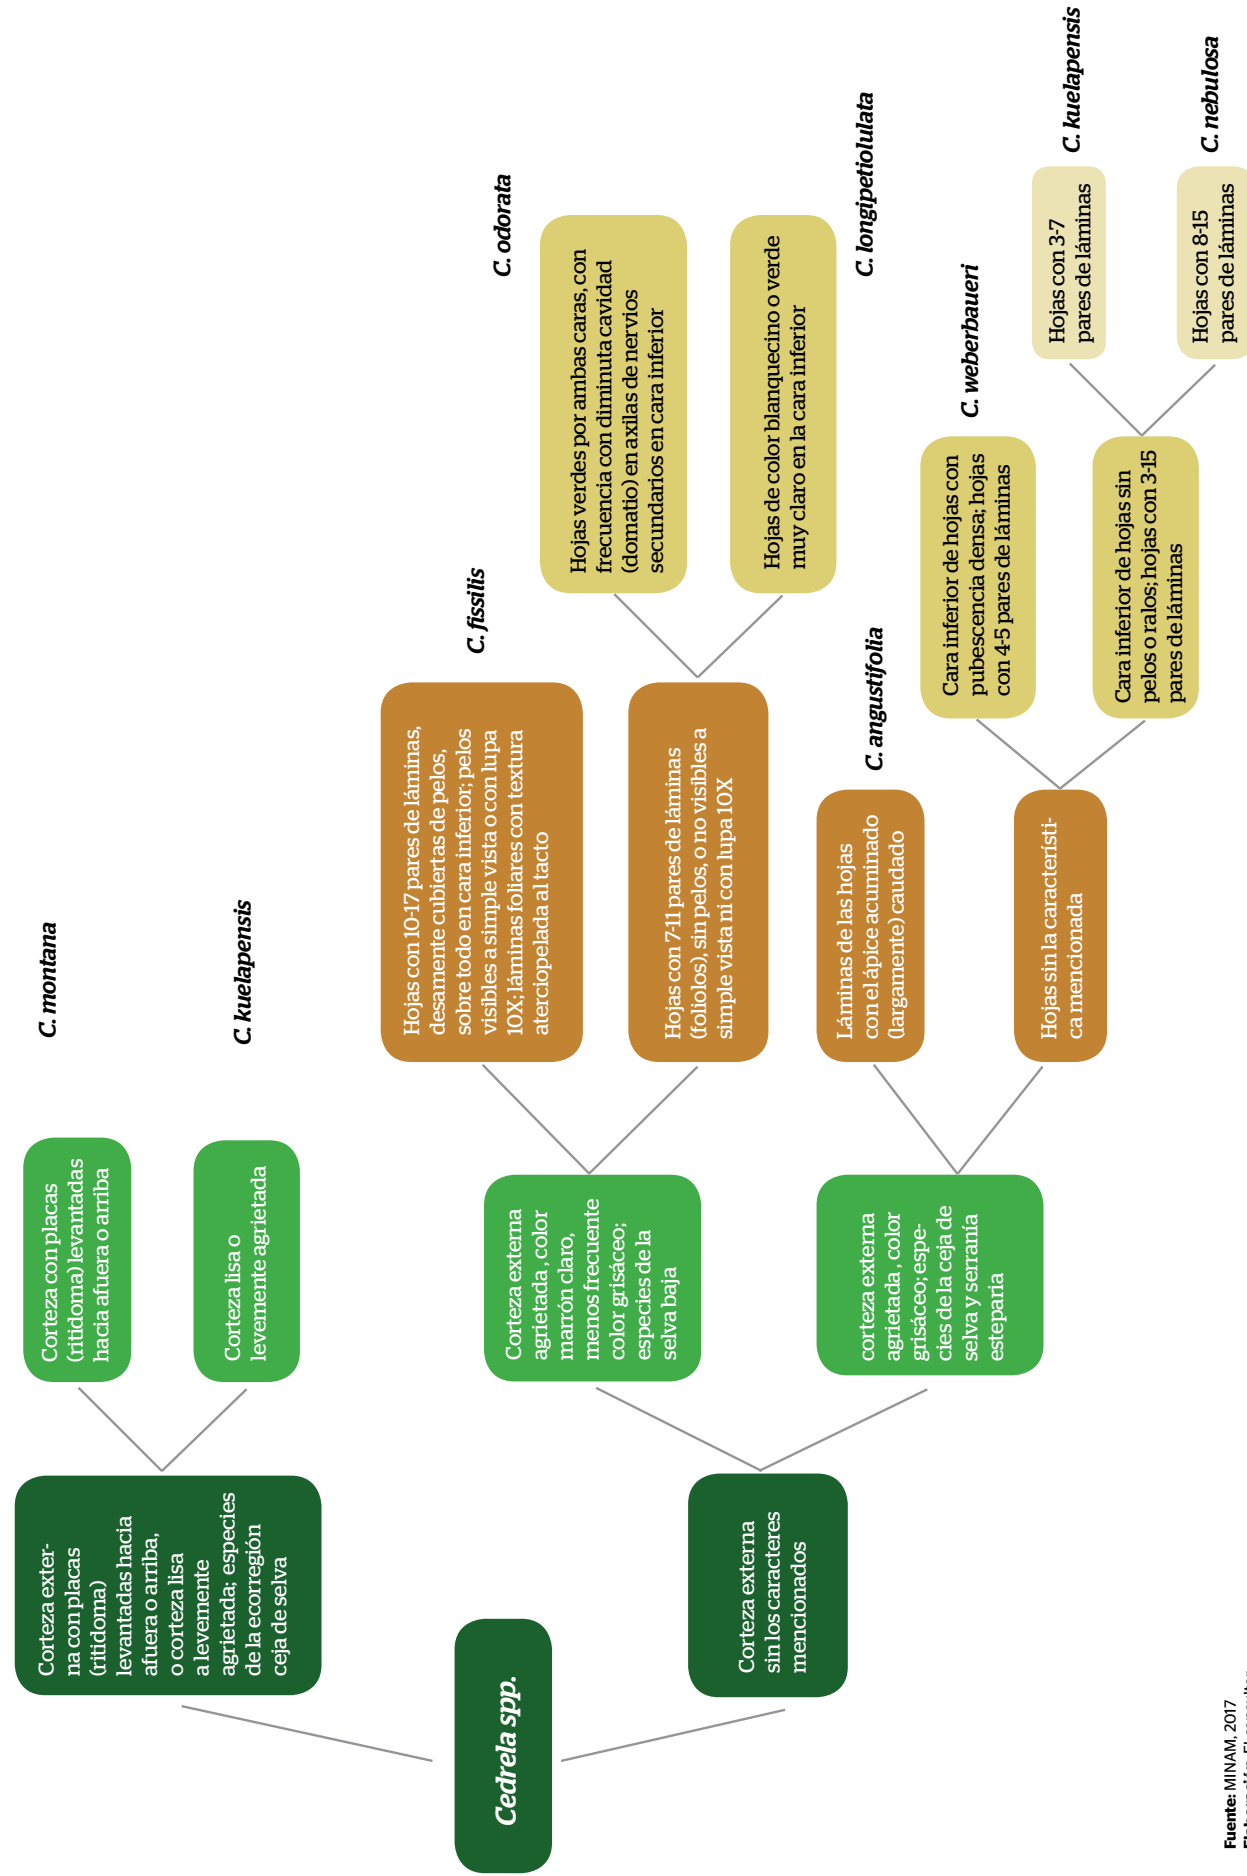 Cedrela spp.
Corteza exter-
na con placas
(ritidoma)
levantadas hacia
afuera o arriba,
o corteza lisa
a levemente
agrietada; especies
de la ecorregión
ceja de selva
Corteza con placas
(ritidoma) levantadas
hacia afuera o arriba
C. montana
Corteza lisa o
levemente agrietada
C. kuelapensis
Corteza externa
sin los caracteres
mencionados
Corteza externa
agrietada , color
marrón claro,
menos frecuente
color grisáceo;
especies de la
selva baja
Hojas con 10-17 pares de láminas,
desamente cubiertas de pelos,
sobre todo en cara inferior; pelos
visibles a simple vista o con lupa
10X; láminas foliares con textura
aterciopelada al tacto
C. fissilis
Hojas con 7-11 pares de láminas
(foliolos), sin pelos, o no visibles a
simple vista ni con lupa 10X
Hojas verdes por ambas caras, con
frecuencia con diminuta cavidad
(domatio) en axilas de nervios
secundarios en cara inferior
C. odorata
Hojas de color blanquecino o verde
muy claro en la cara inferior
C. longipetiolulata
corteza externa
agrietada , color
grisáceo; espe-
cies de la ceja de
selva y serranía
esteparia
Láminas de las hojas
con el ápice acuminado
(largamente) caudado
C. angustifolia
Hojas sin la característi-
ca mencionada
Cara inferior de hojas con
pubescencia densa; hojas
con 4-5 pares de láminas
C. weberbaueri
Cara inferior de hojas sin
pelos o ralos; hojas con 3-15
pares de láminas
Hojas con 3-7
pares de láminas
C. kuelapensis
Hojas con 8-15
pares de láminas
C. nebulosa
Fuente: MINAM, 2017